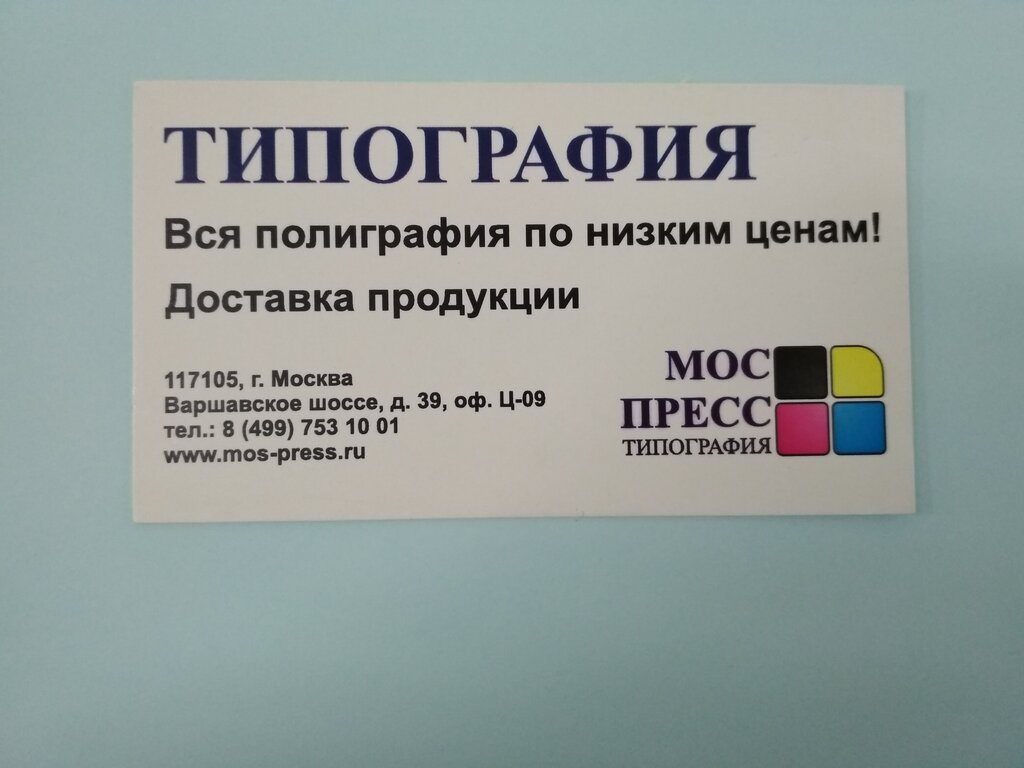 ТИПОГРАФИЯ
Вся полиграфия по низким ценам!
Доставка продукции
117105, г. Москва
Варшавское шоссе, д. 39, оф. Ц-09
тел.: 8 (499) 753 10 01
www.mos-press.ru
МОС
ПРЕСС
ТИПОГРАФИЯ